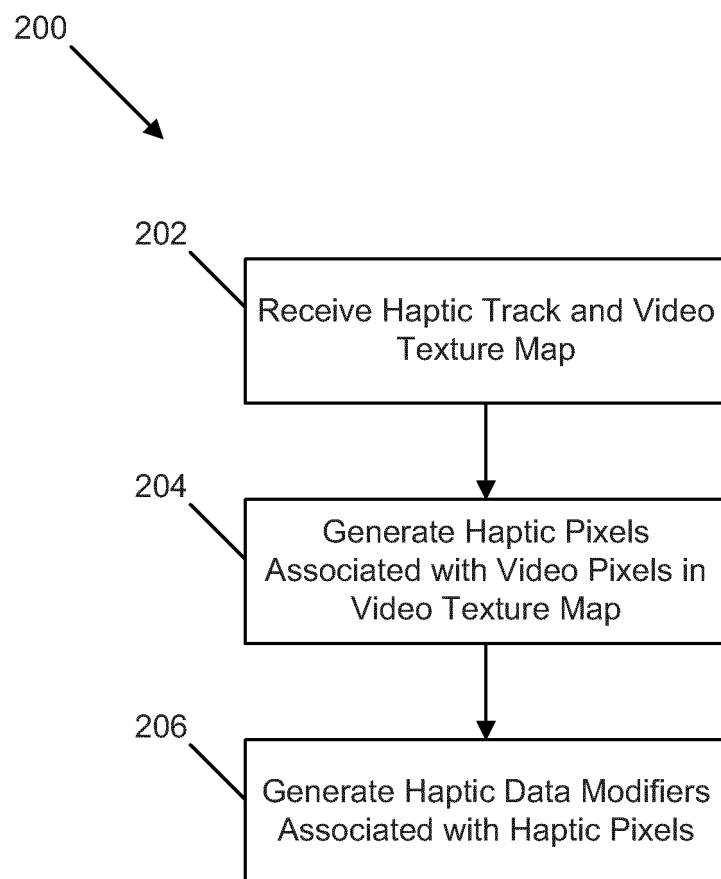 200
202
Receive Haptic Track and Video
Texture Map
204
Generate Haptic Pixels
Associated with Video Pixels in
Video Texture Map
206
Generate Haptic Data Modifiers
Associated with Haptic Pixels